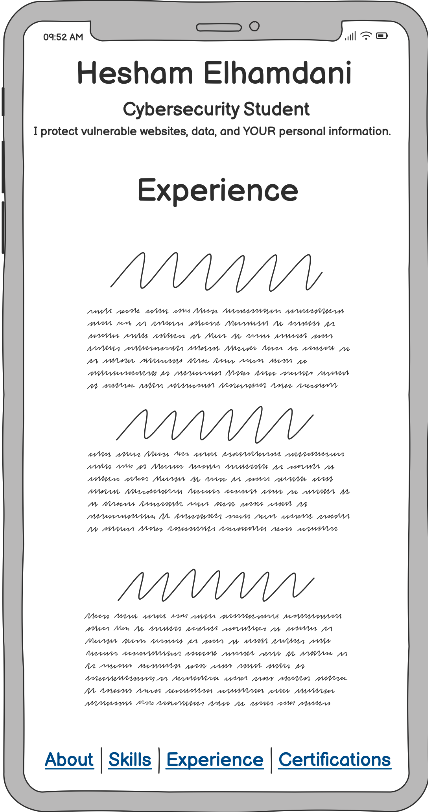 09:52 AM
Hesham Elhamdani
Cybersecurity Student
I protect vulnerable websites, data, and YOUR personal information.
Experience
About | Skills | Experience | Certifications